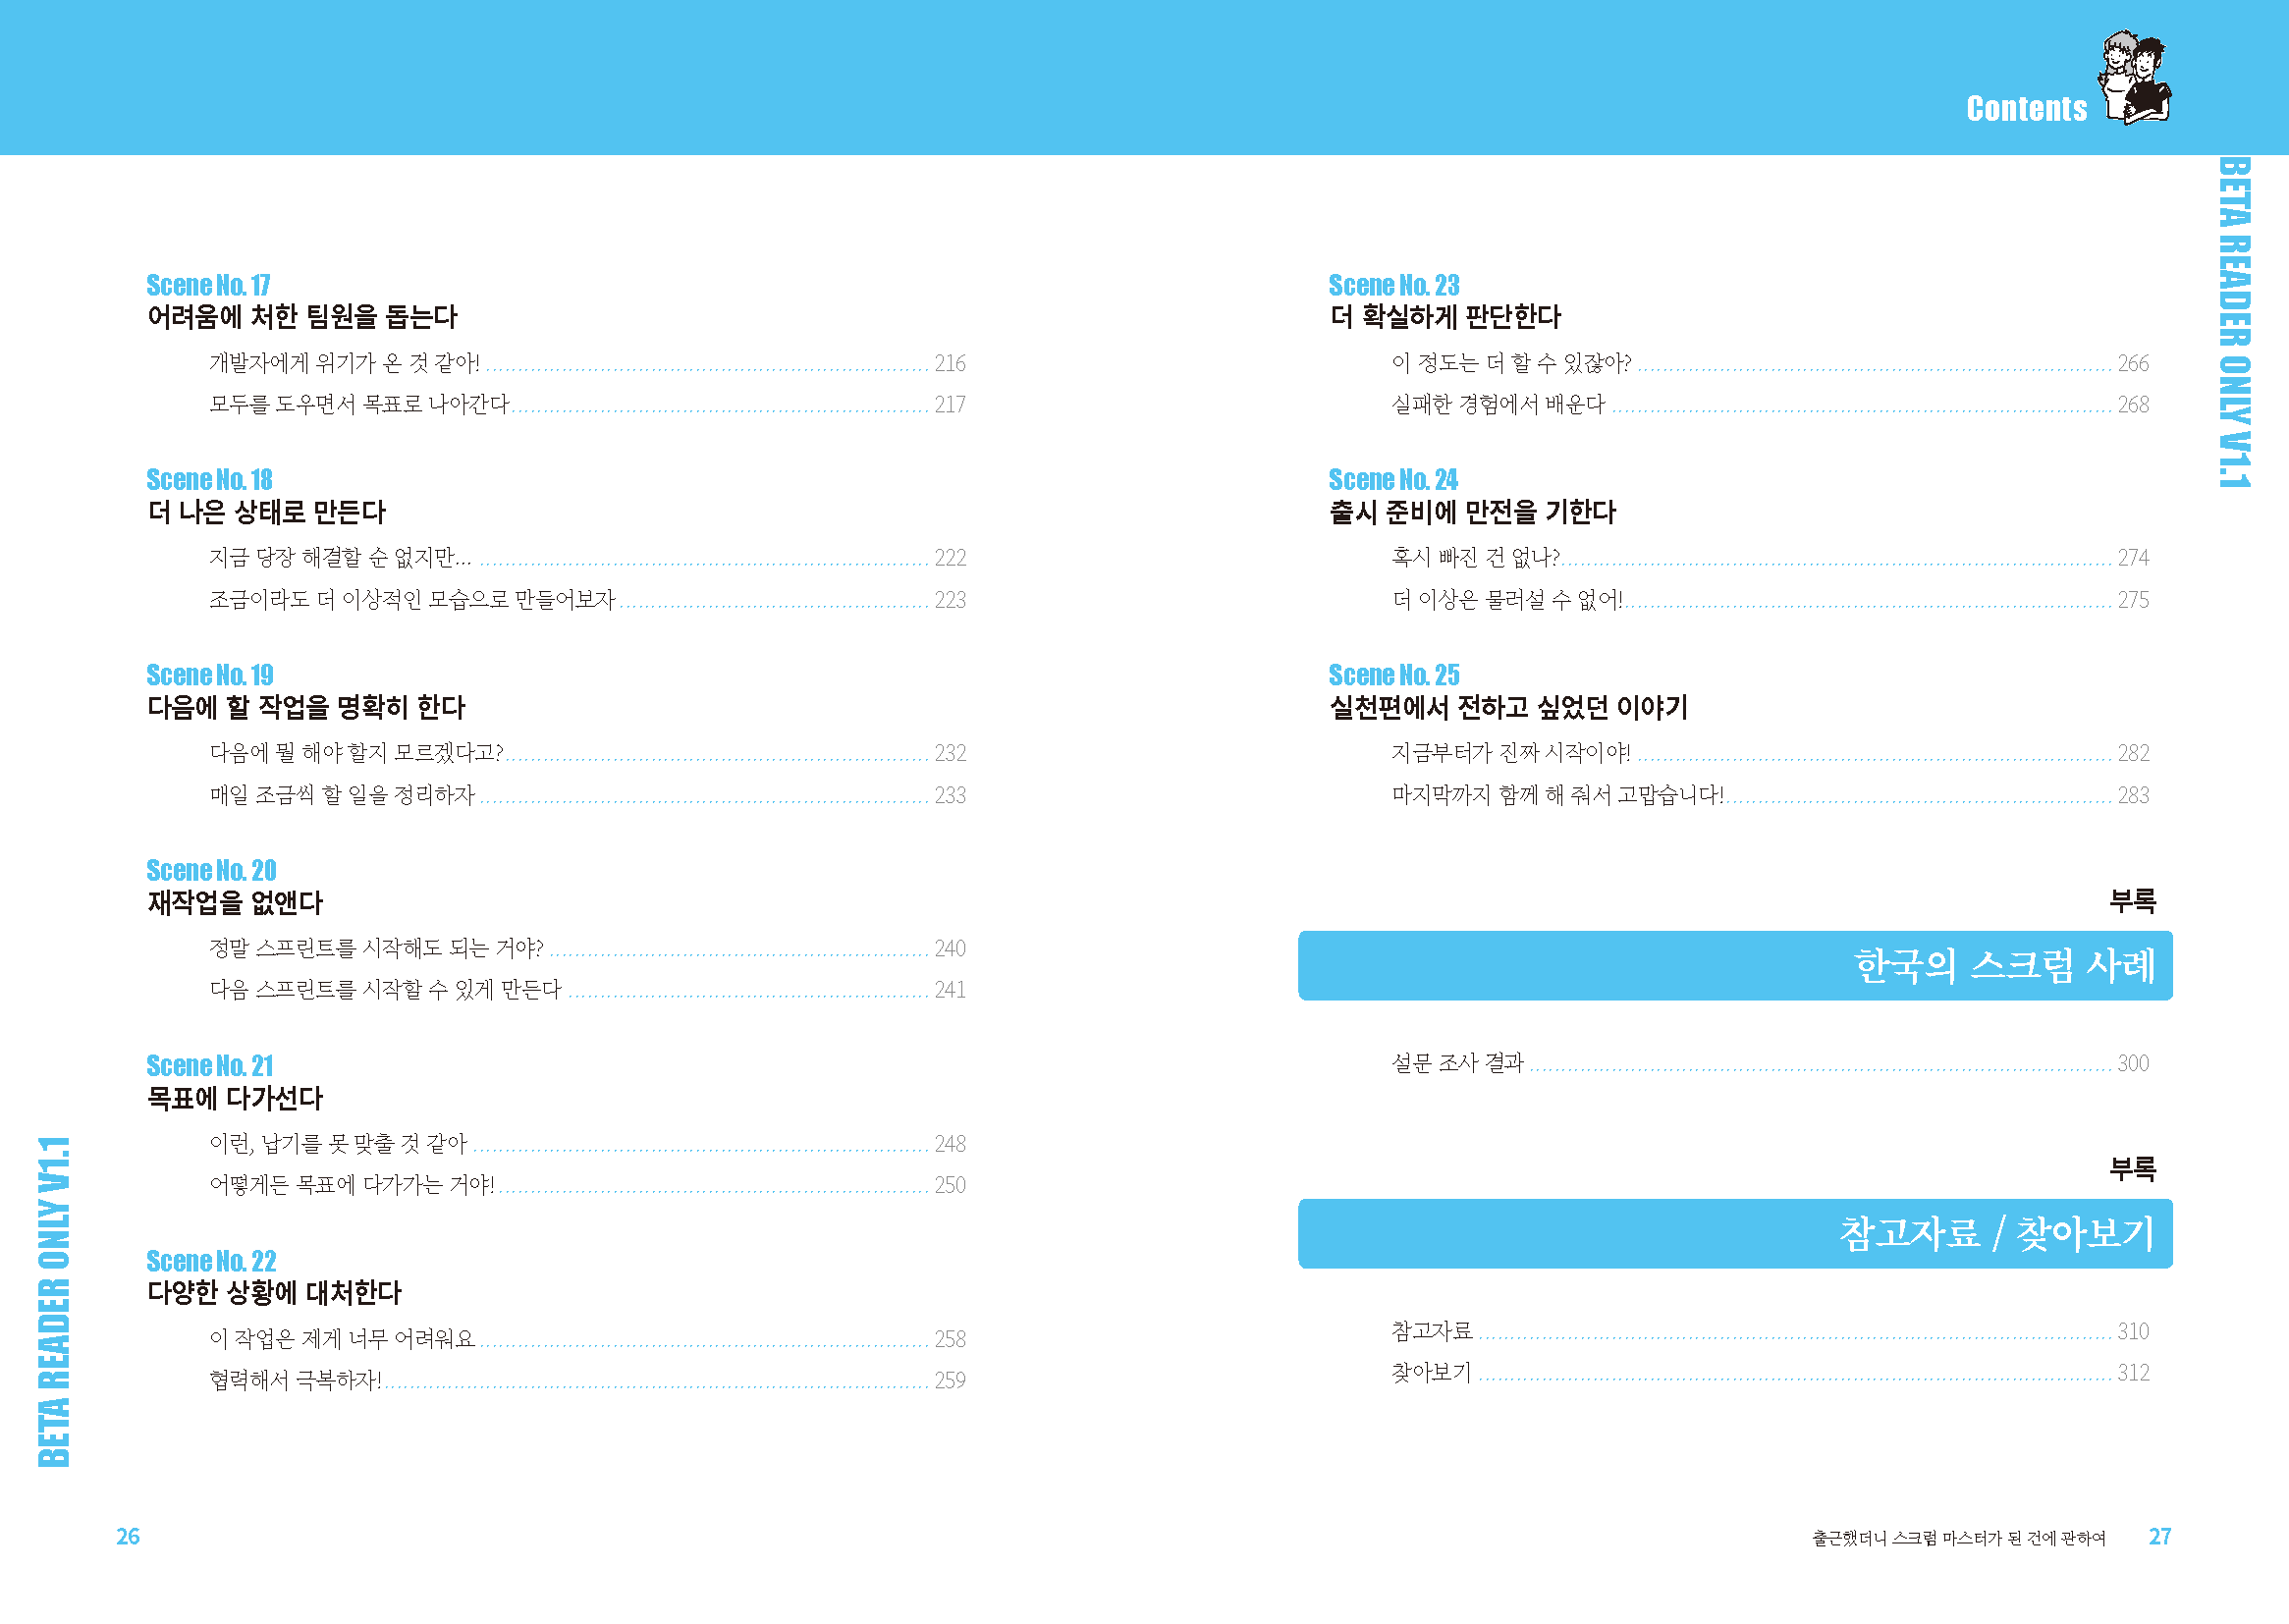 Contents
Scene No. 17
어려움에 처한 팀원을 돕는다
개발자에게 위기가 온 것 같아! 216
모두를 도우면서 목표로 나아간다 217
Scene No. 18
더 나은 상태로 만든다
지금 당장 해결할 순 없지만... 222
조금이라도 더 이상적인 모습으로 만들어보자 223
Scene No. 19
다음에 할 작업을 명확히 한다
다음에 뭘 해야 할지 모르겠다고? 232
매일 조금씩 할 일을 정리하자 233
Scene No. 20
재작업을 없앤다
정말 스프린트를 시작해도 되는 거야? 240
다음 스프린트를 시작할 수 있게 만든다 241
Scene No. 21
목표에 다가선다
이런, 납기를 못 맞출 것 같아 248
어떻게든 목표에 다가가는 거야! 250
Scene No. 22
다양한 상황에 대처한다
이 작업은 제게 너무 어려워요 258
협력해서 극복하자! 259
BETA READER ONLY V1.1
26
Scene No. 23
더 확실하게 판단한다
이 정도는 더 할 수 있잖아? 266
실패한 경험에서 배운다 268
Scene No. 24
출시 준비에 만전을 기한다
혹시 빠진 건 없나? 274
더 이상은 물러설 수 없어! 275
Scene No. 25
실천편에서 전하고 싶었던 이야기
지금부터가 진짜 시작이야! 282
마지막까지 함께 해 줘서 고맙습니다! 283
부록
한국의 스크럼 사례
설문 조사 결과 300
부록
참고자료 / 찾아보기
참고자료 310
찾아보기 312
BETA READER ONLY V1.1
출근했더니 스크럼 마스터가 된 건에 관하여 27